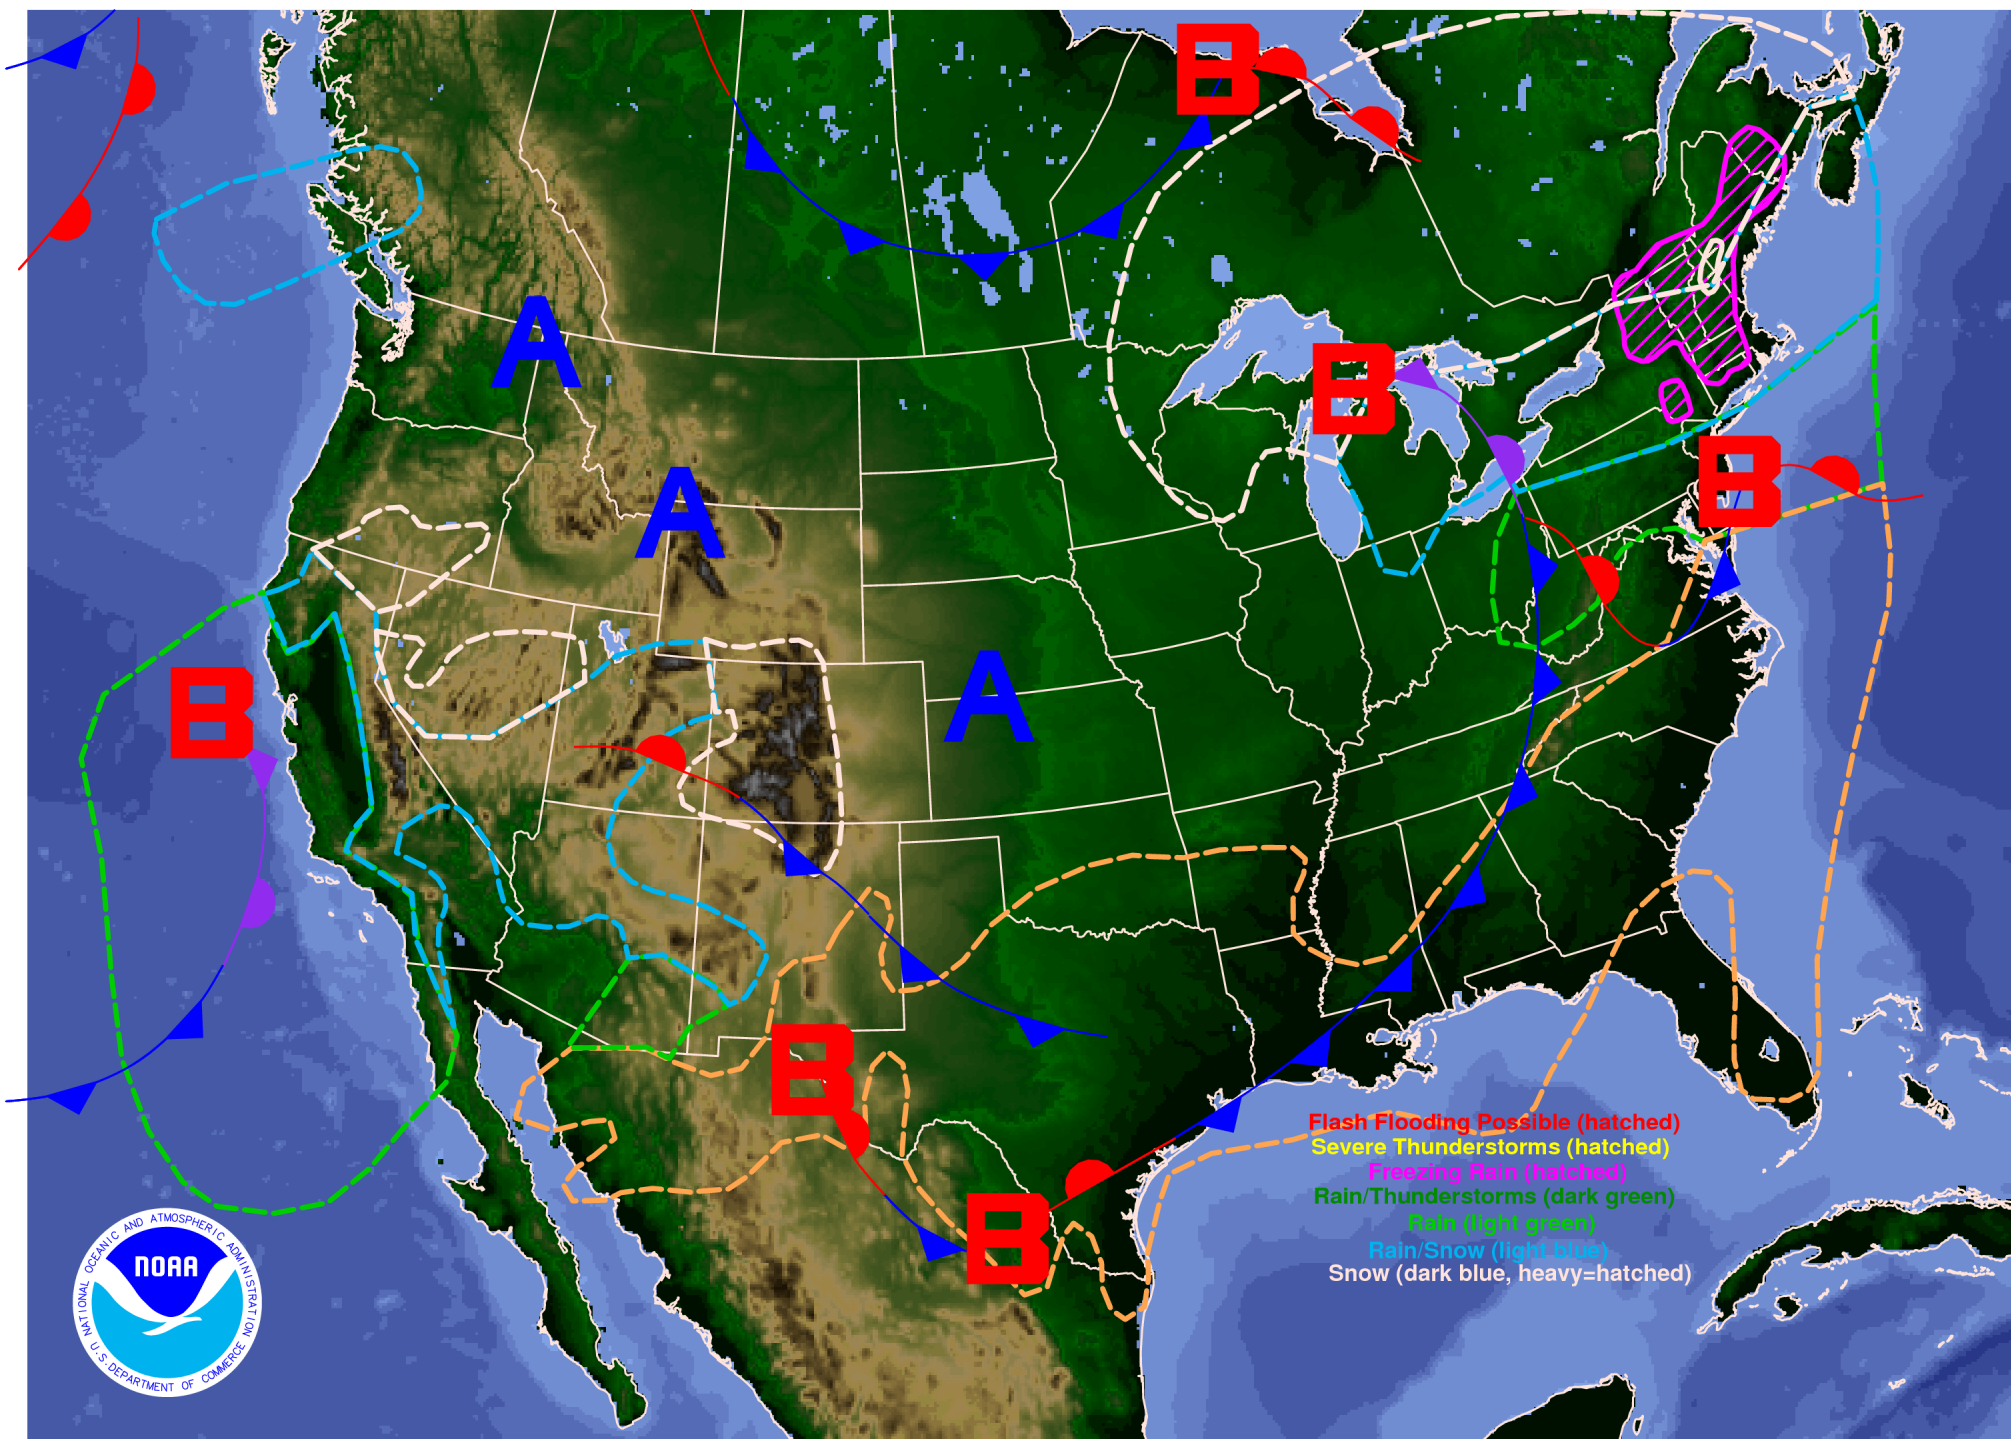 B
A
B
A
B
B
A
B
B
Flash Flooding Possible (hatched)
Severe Thunderstorms (hatched)
Freezing Rain (hatched)
Rain/Thunderstorms (dark green)
Rain (light green)
Rain/Snow (light blue)
Snow (dark blue, heavy=hatched)
NATIONAL OCEANIC AND ATMOSPHERIC ADMINISTRATION
NOAA
U.S. DEPARTMENT OF COMMERCE